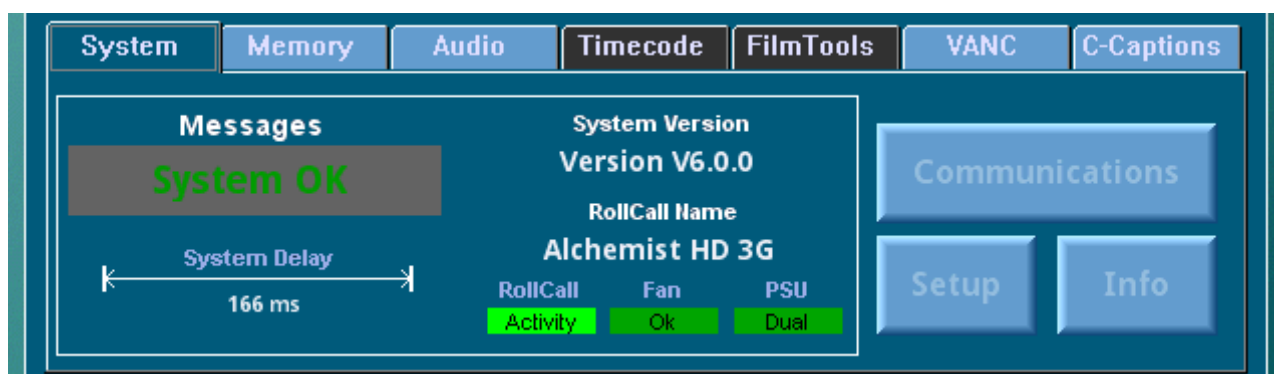 System Memory Audio Timecode FilmTools VANC C-Captions
Messages
System OK
System Delay
166 ms
System Version
Version V6.0.0
RollCall Name
Alchemist HD 3G
RollCall Fan PSU
Activity Ok Dual
Communications
Setup Info